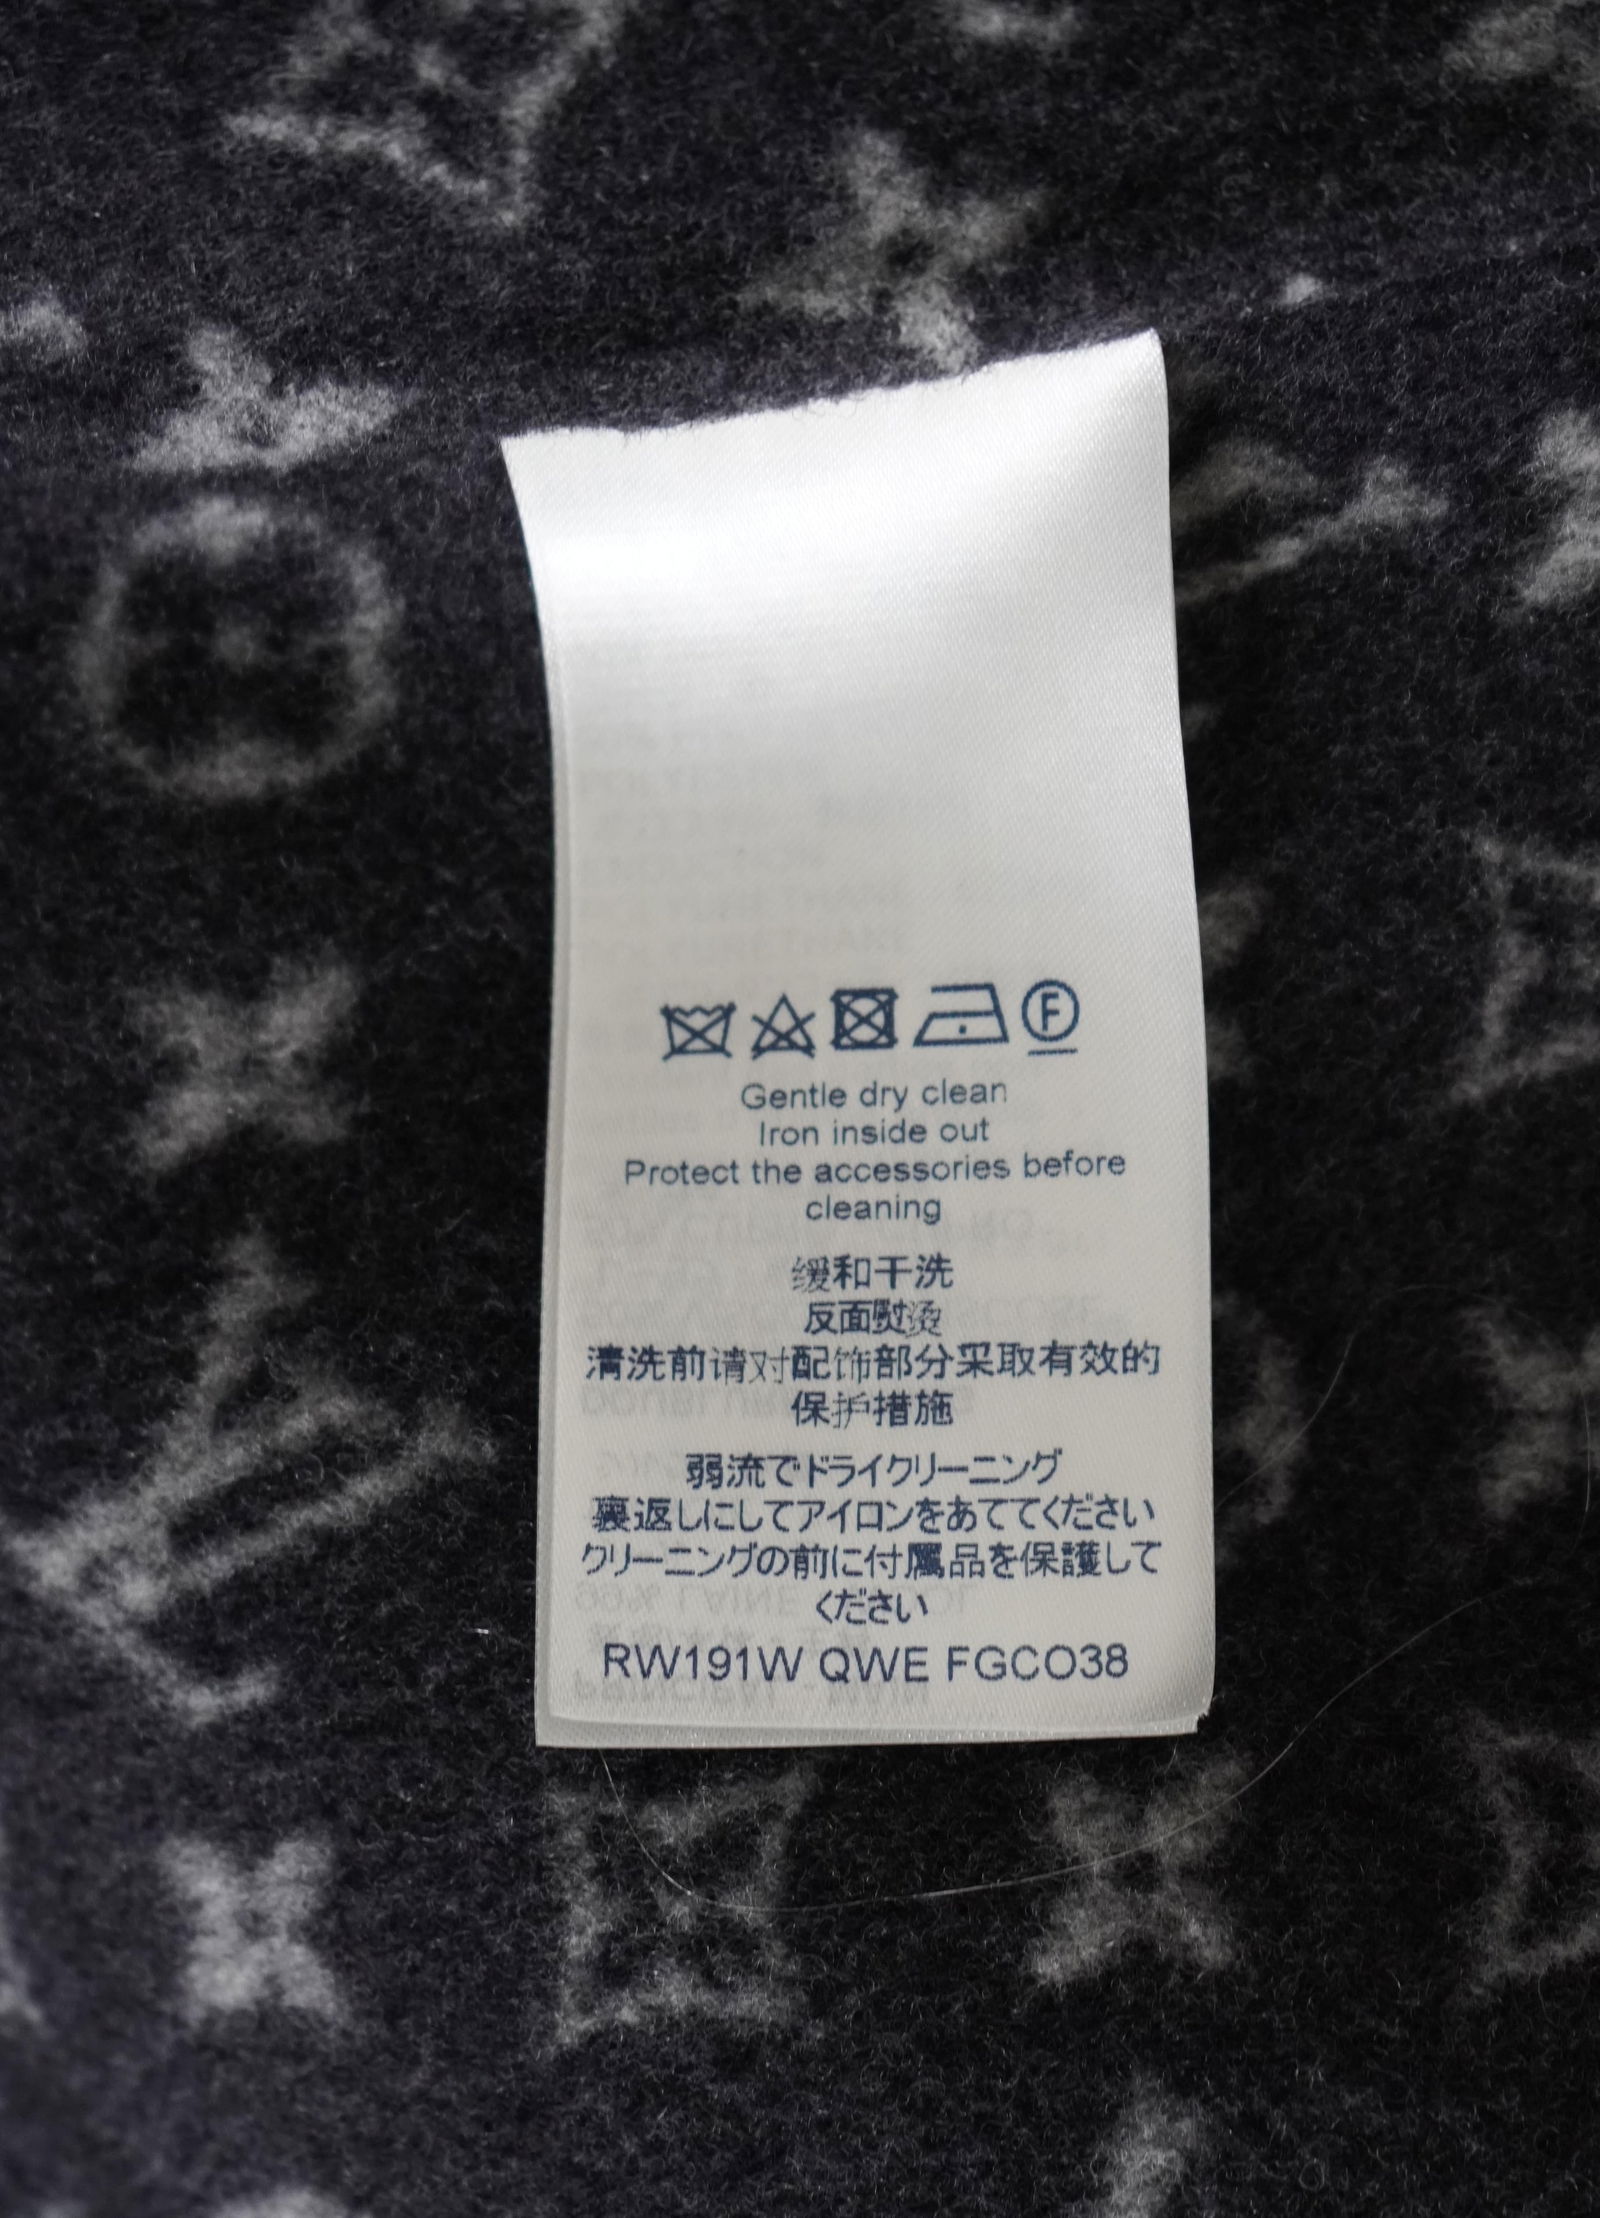 F
Gentle dry clean
Iron inside out
Protect the accessories before
cleaning
缓和干洗
反面熨烫
清洗前请对配饰部分采取有效的
保护措施
弱流でドライクリーニング
裏返しにしてアイロンをあててください
クリーニングの前に付属品を保護して
ください
RW191W QWE FGCO38